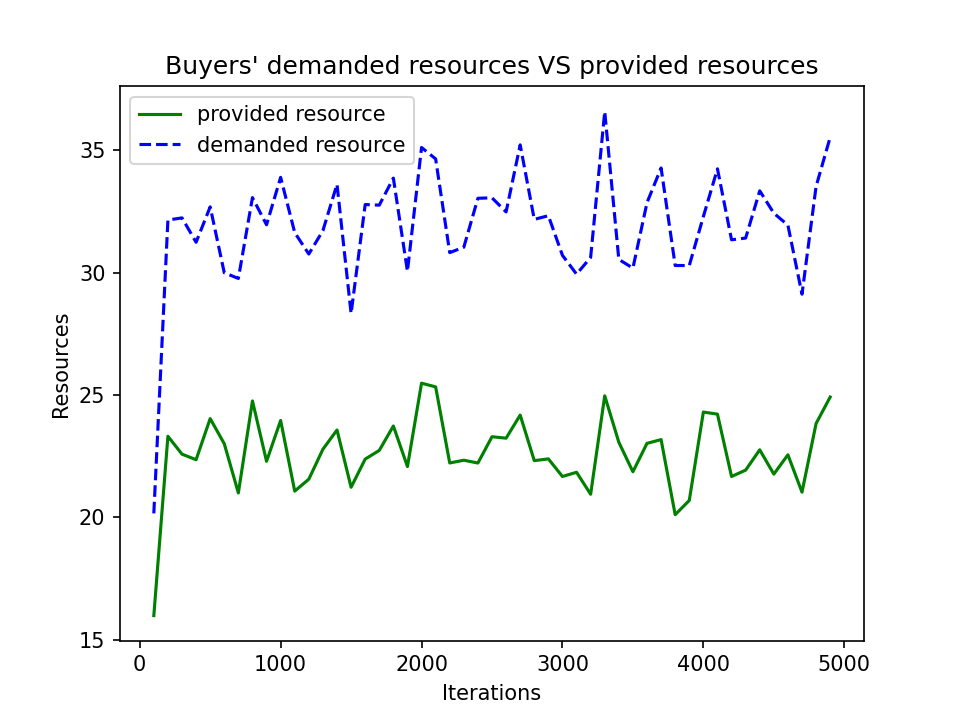 Buyers' demanded resources VS provided resources
provided resource
demanded resource
35
30
25
20
15
Resources
0 1000 2000 3000 4000 5000
Iterations